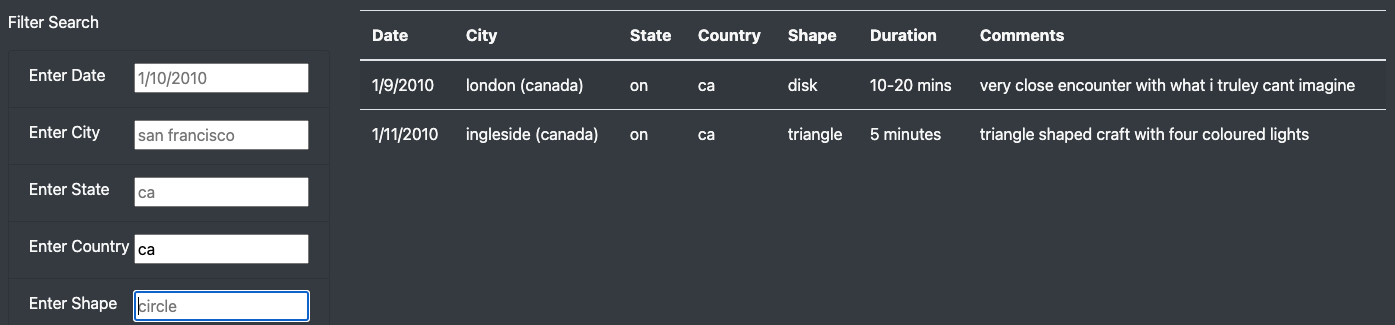 Filter Search
Enter Date 1/10/2010
Enter City san francisco
Enter State ca
Enter Country ca
Enter Shape circle
Date City State Country Shape Duration Comments
1/9/2010 london (canada) on ca disk 10-20 mins very close encounter with what i truley cant imagine
1/11/2010 ingleside (canada) on ca triangle 5 minutes triangle shaped craft with four coloured lights